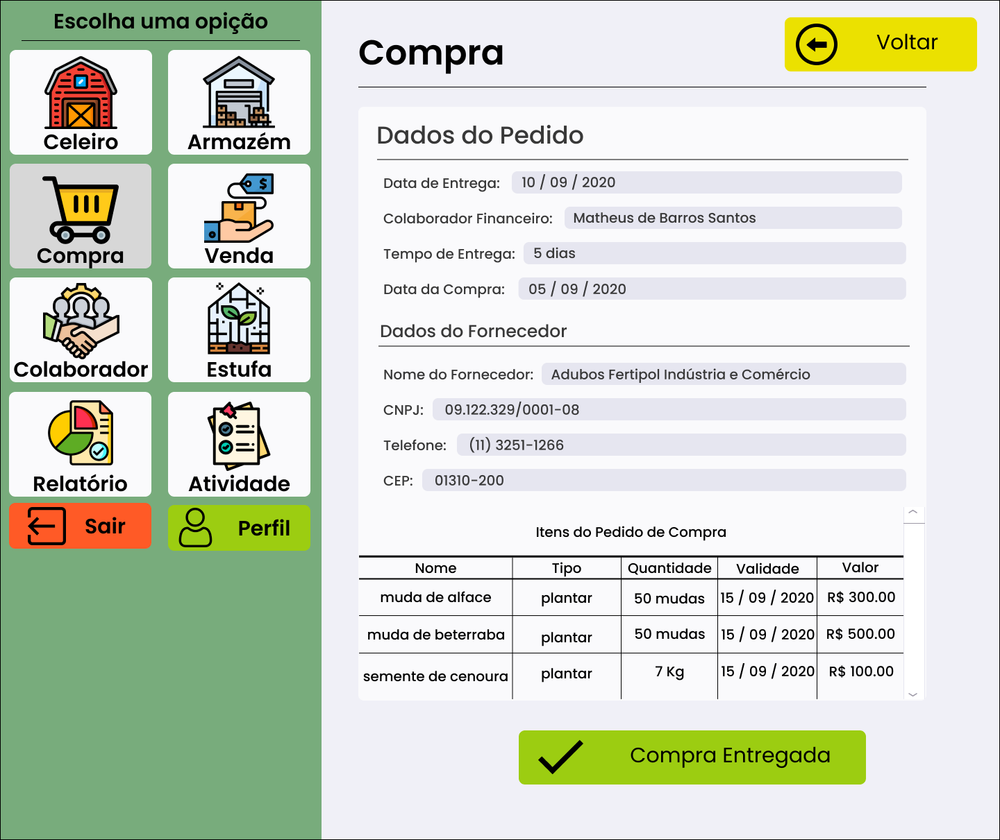 Escolha uma opição
Celeiro
Armazém
Compra
Venda
Colaborador
Estufa
Relatório
Atividade
Sair
Perfil
Compra
Voltar
Dados do Pedido
Data de Entrega: 10 / 09 / 2020
Colaborador Financeiro: Matheus de Barros Santos
Tempo de Entrega: 5 dias
Data da Compra: 05 / 09 / 2020
Dados do Fornecedor
Nome do Fornecedor: Adubos Fertipol Indústria e Comércio
CNPJ: 09.122.329/0001-08
Telefone: (11) 3251-1266
CEP: 01310-200
Itens do Pedido de Compra
Nome Tipo Quantidade Validade Valor
muda de alface plantar 50 mudas 15 / 09 / 2020 R$ 300.00
muda de beterraba plantar 50 mudas 15 / 09 / 2020 R$ 500.00
semente de cenoura plantar 7 Kg 15 / 09 / 2020 R$ 100.00
Compra Entregada